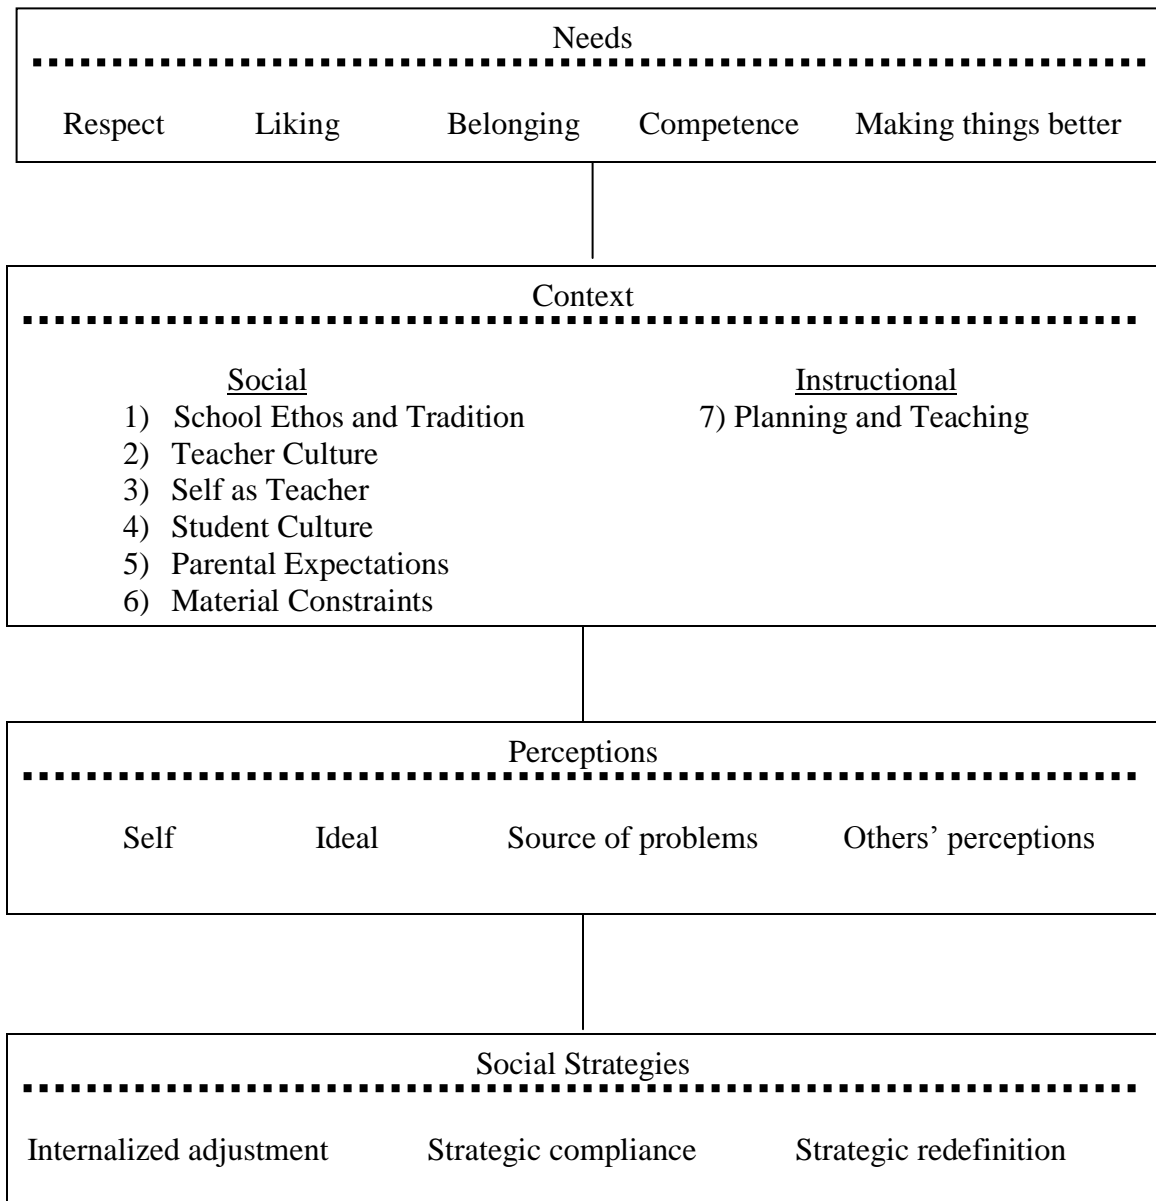 Needs
Respect Liking Belonging Competence Making things better
Context
Social Instructional
1) School Ethos and Tradition 7) Planning and Teaching
2) Teacher Culture
3) Self as Teacher
4) Student Culture
5) Parental Expectations
6) Material Constraints
Perceptions
Self Ideal Source of problems Others’ perceptions
Social Strategies
Internalized adjustment Strategic compliance Strategic redefinition